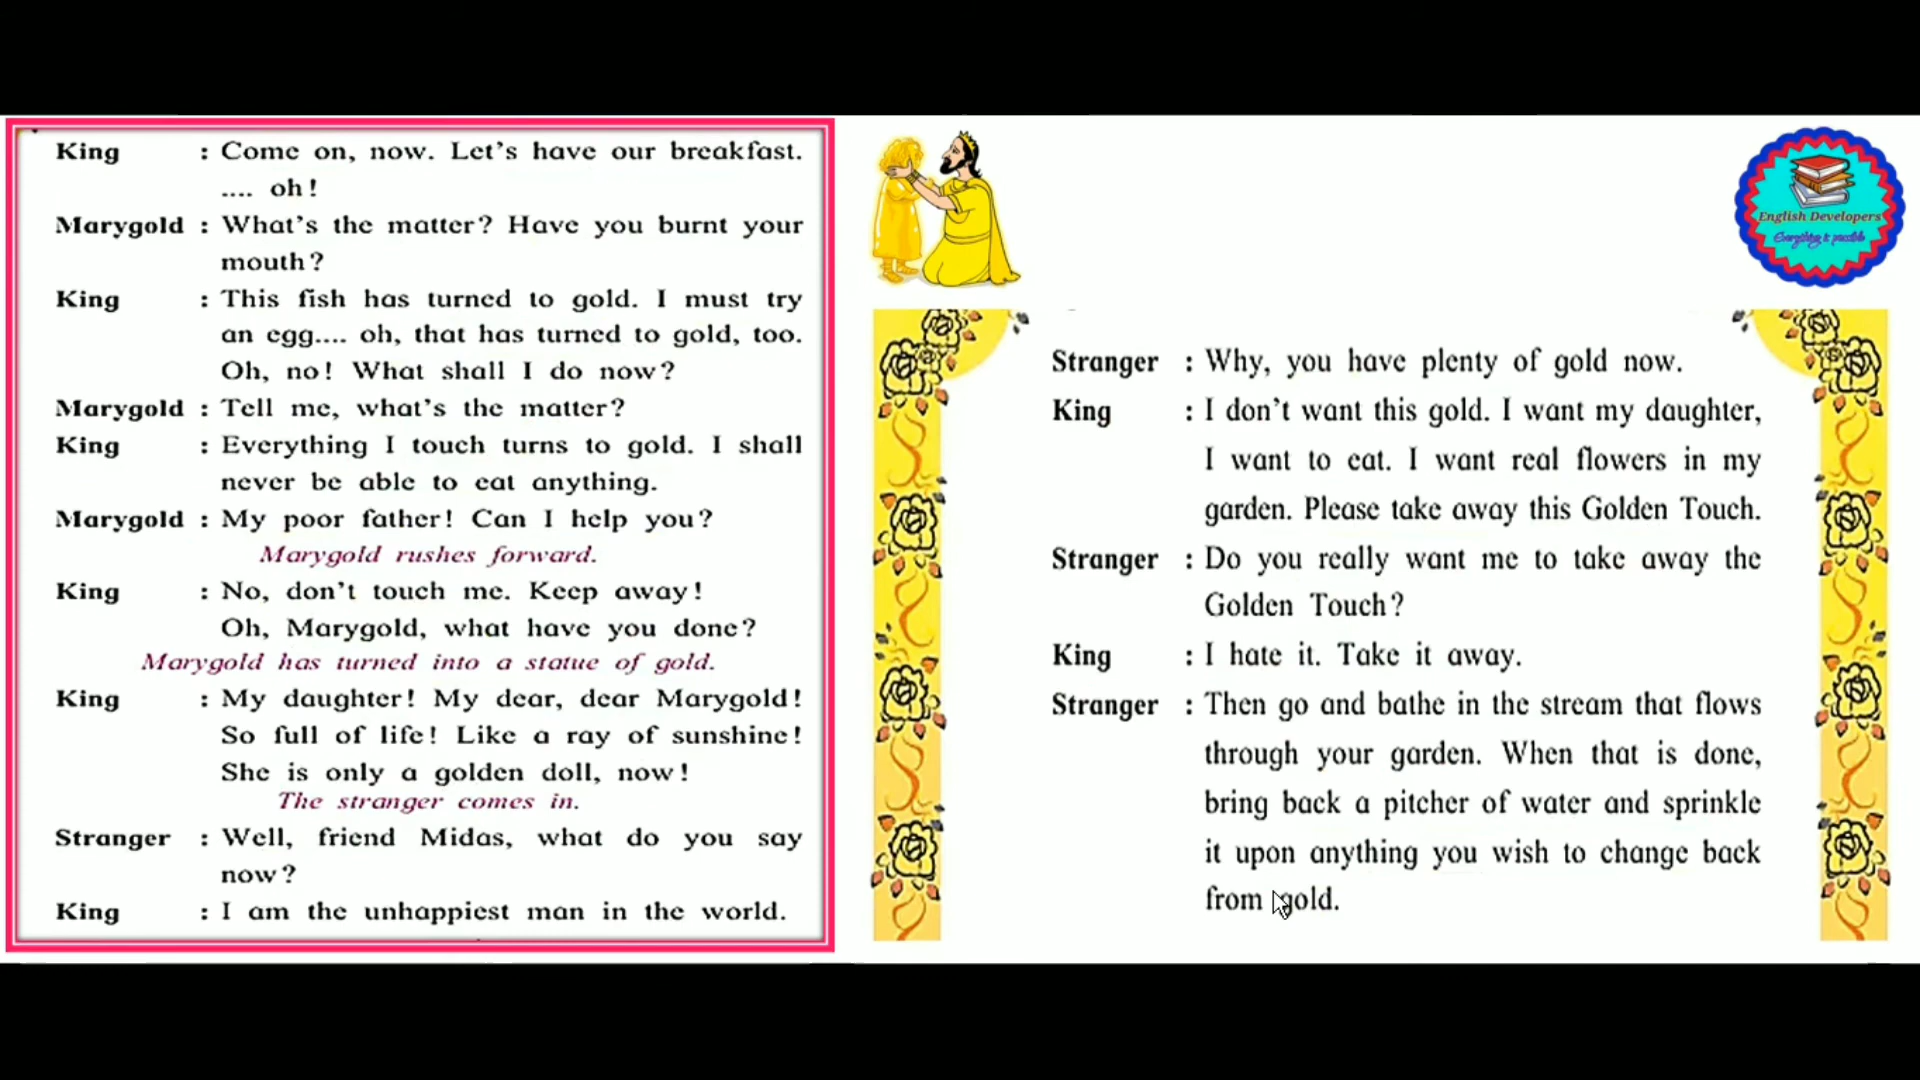 King : Come on, now. Let's have our breakfast.
.... oh!
Marygold : What's the matter? Have you burnt your
mouth?
King : This fish has turned to gold. I must try
an egg.... oh, that has turned to gold, too.
Oh, no! What shall I do now?
Marygold : Tell me, what's the matter?
King : Everything I touch turns to gold. I shall
never be able to eat anything.
Marygold : My poor father! Can I help you?
Marygold rushes forward.
King : No, don't touch me. Keep away!
Oh, Marygold, what have you done?
Marygold has turned into a statue of gold.
King : My daughter! My dear, dear Marygold!
So full of life! Like a ray of sunshine!
She is only a golden doll, now!
The stranger comes in.
Stranger : Well, friend Midas, what do you say
now?
King : I am the unhappiest man in the world.
English Developers
Everything is possible
Stranger : Why, you have plenty of gold now.
King : I don't want this gold. I want my daughter,
I want to eat. I want real flowers in my
garden. Please take away this Golden Touch.
Stranger : Do you really want me to take away the
Golden Touch?
King : I hate it. Take it away.
Stranger : Then go and bathe in the stream that flows
through your garden. When that is done,
bring back a pitcher of water and sprinkle
it upon anything you wish to change back
from gold.